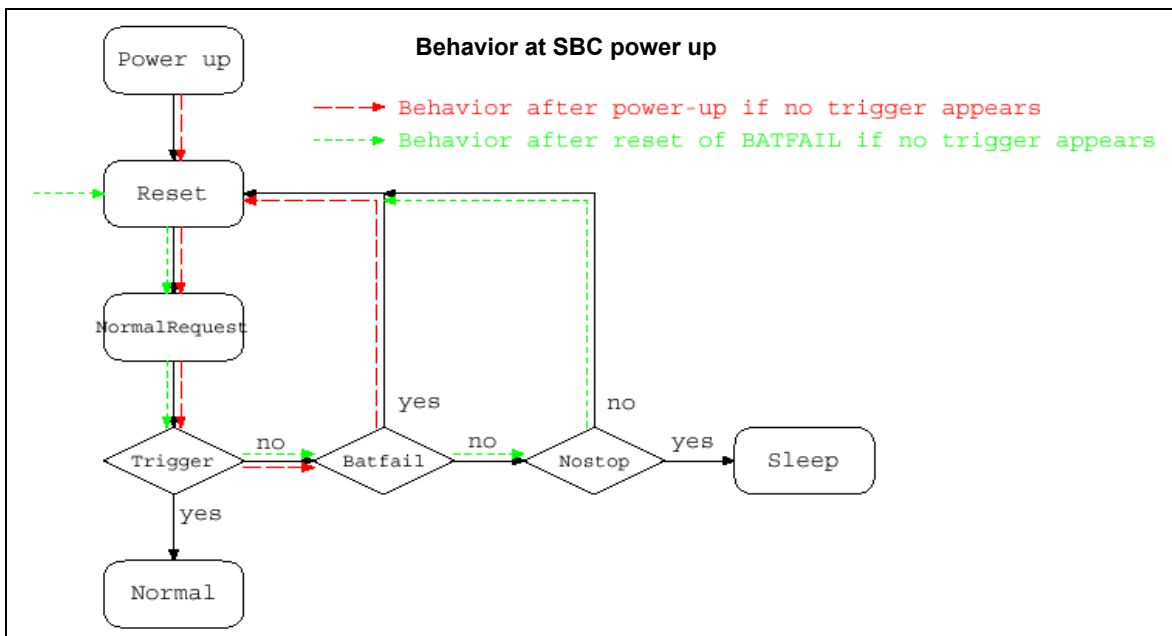 Behavior at SBC power up
Power up
Behavior after power-up if no trigger appears
Behavior after reset of BATFAIL if no trigger appears
Reset
NormalRequest
yes
no
no
no
yes
Trigger
Batfail
Nostop
Sleep
yes
Normal